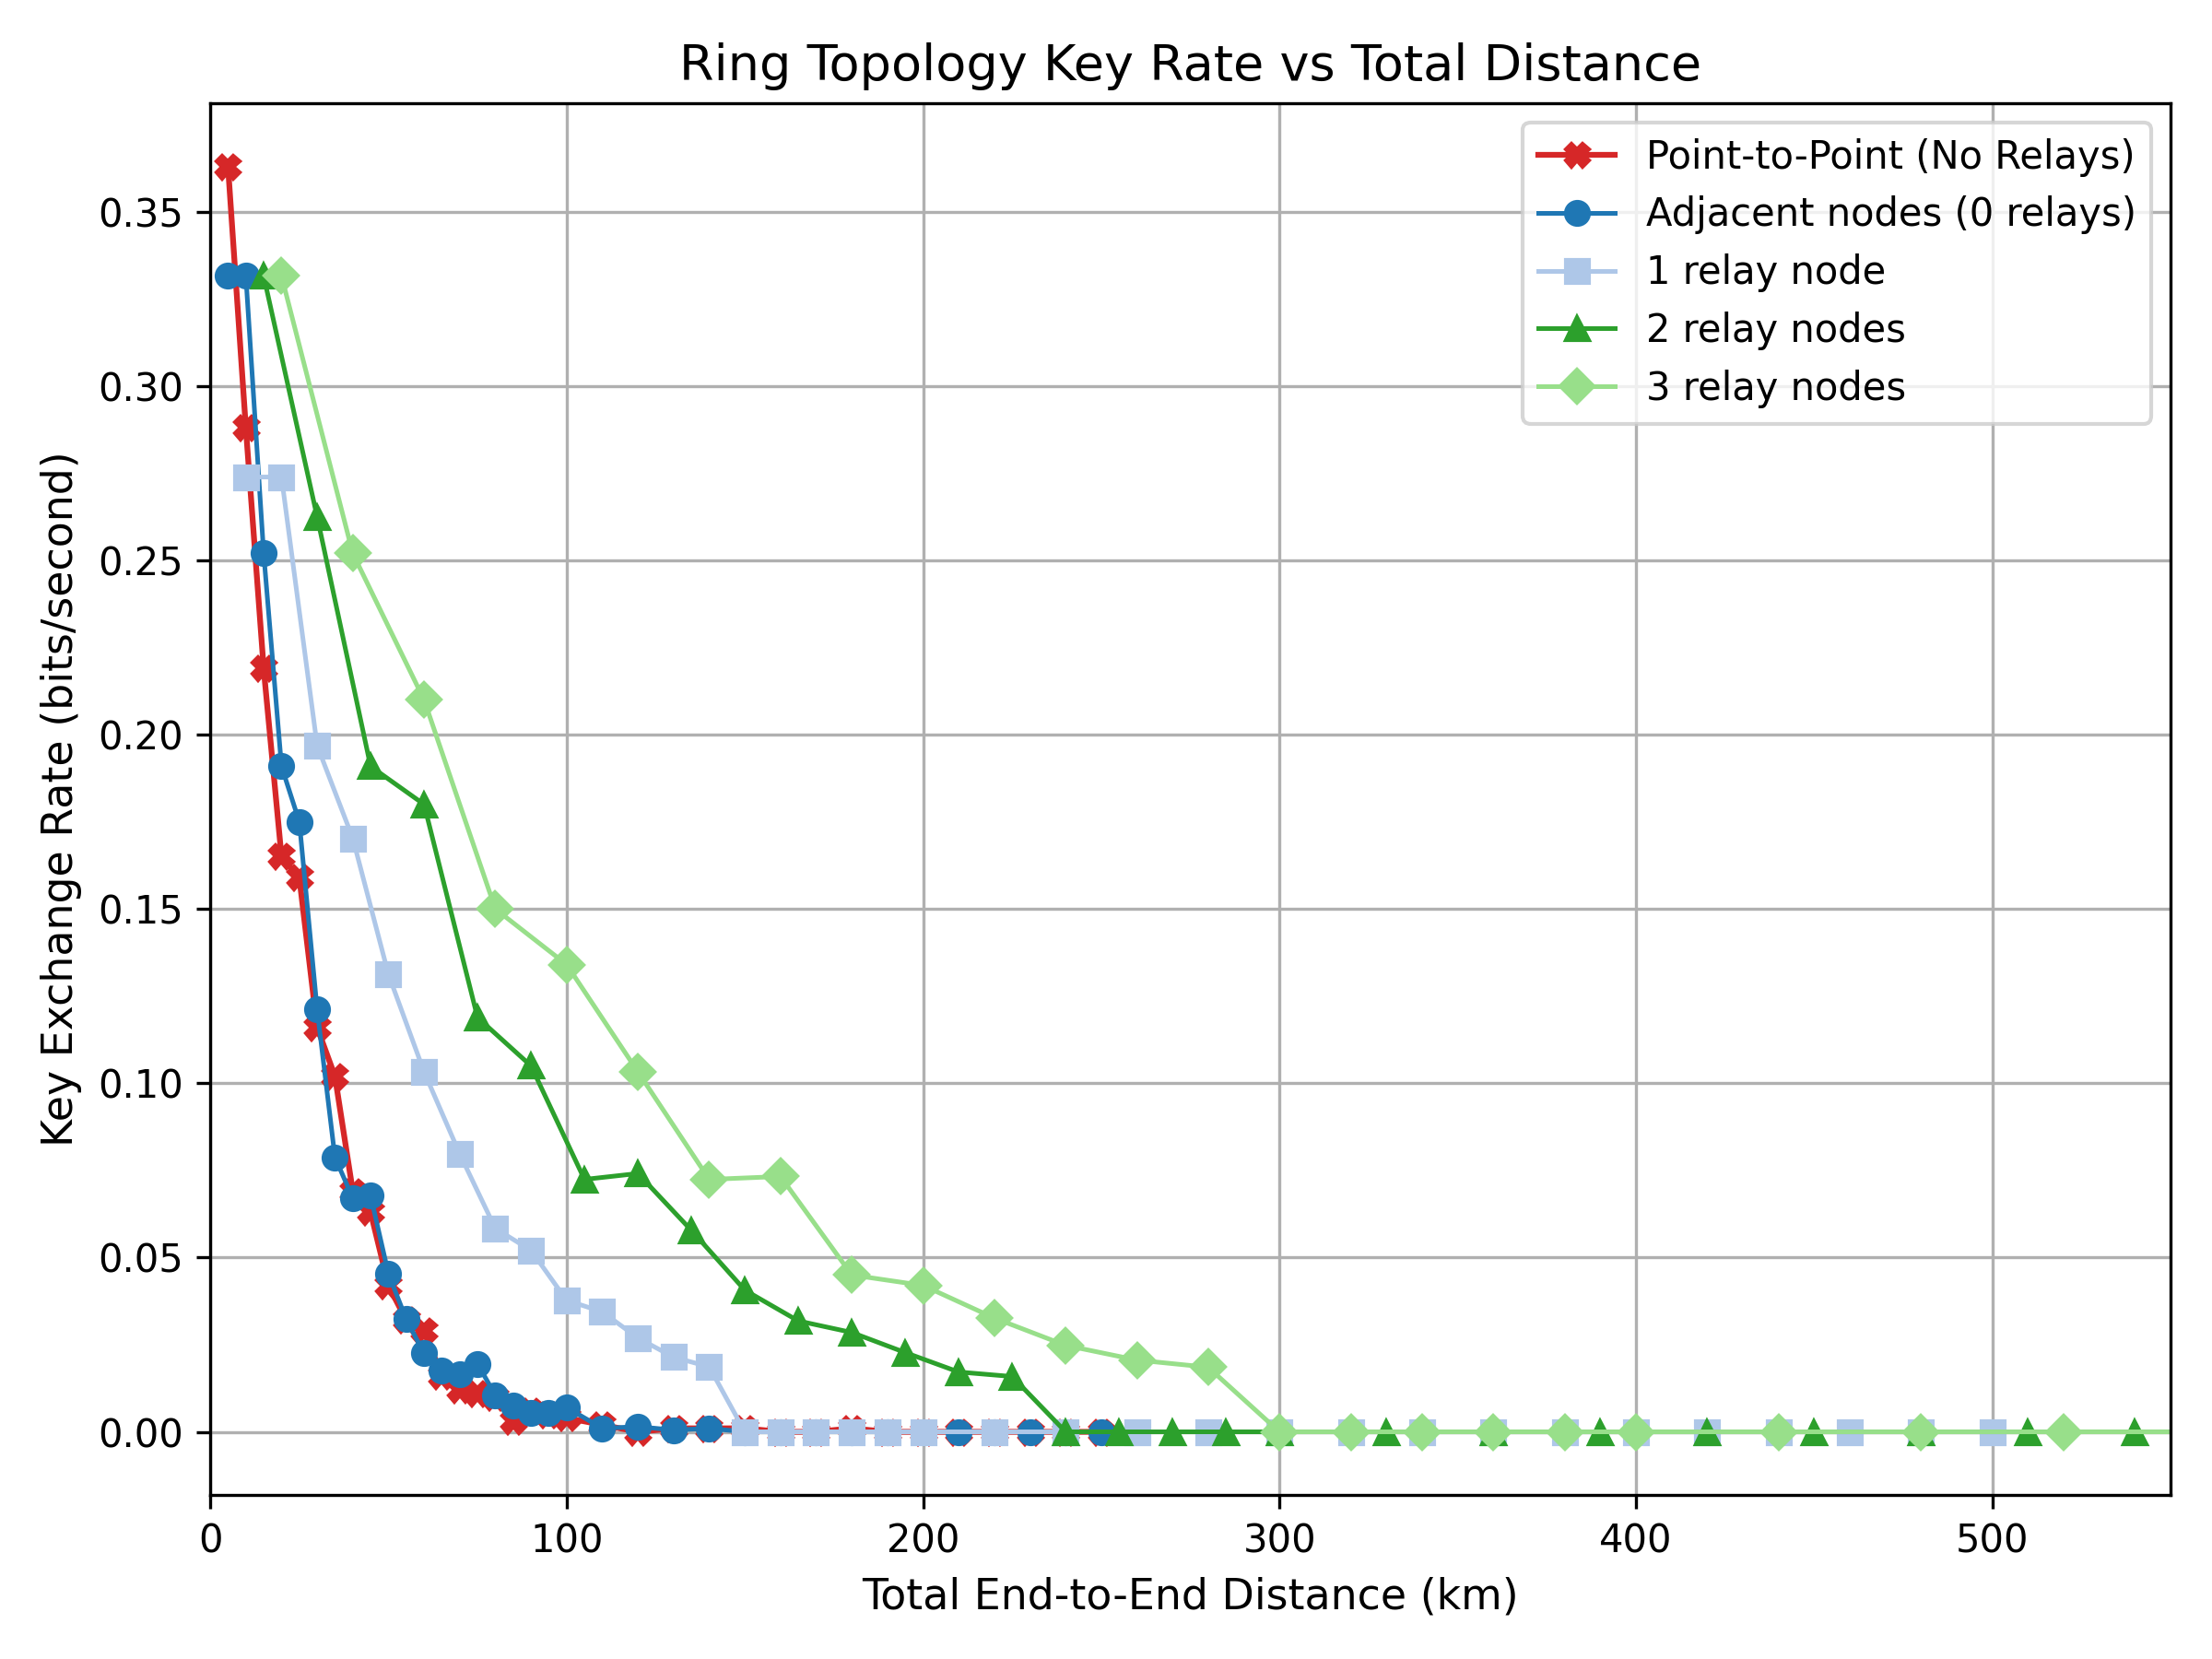 Ring Topology Key Rate vs Total Distance
Point-to-Point (No Relays)
Adjacent nodes (0 relays)
1 relay node
2 relay nodes
3 relay nodes
Key Exchange Rate (bits/second)
0.35
0.30
0.25
0.20
0.15
0.10
0.05
0.00
0 100 200 300 400 500
Total End-to-End Distance (km)